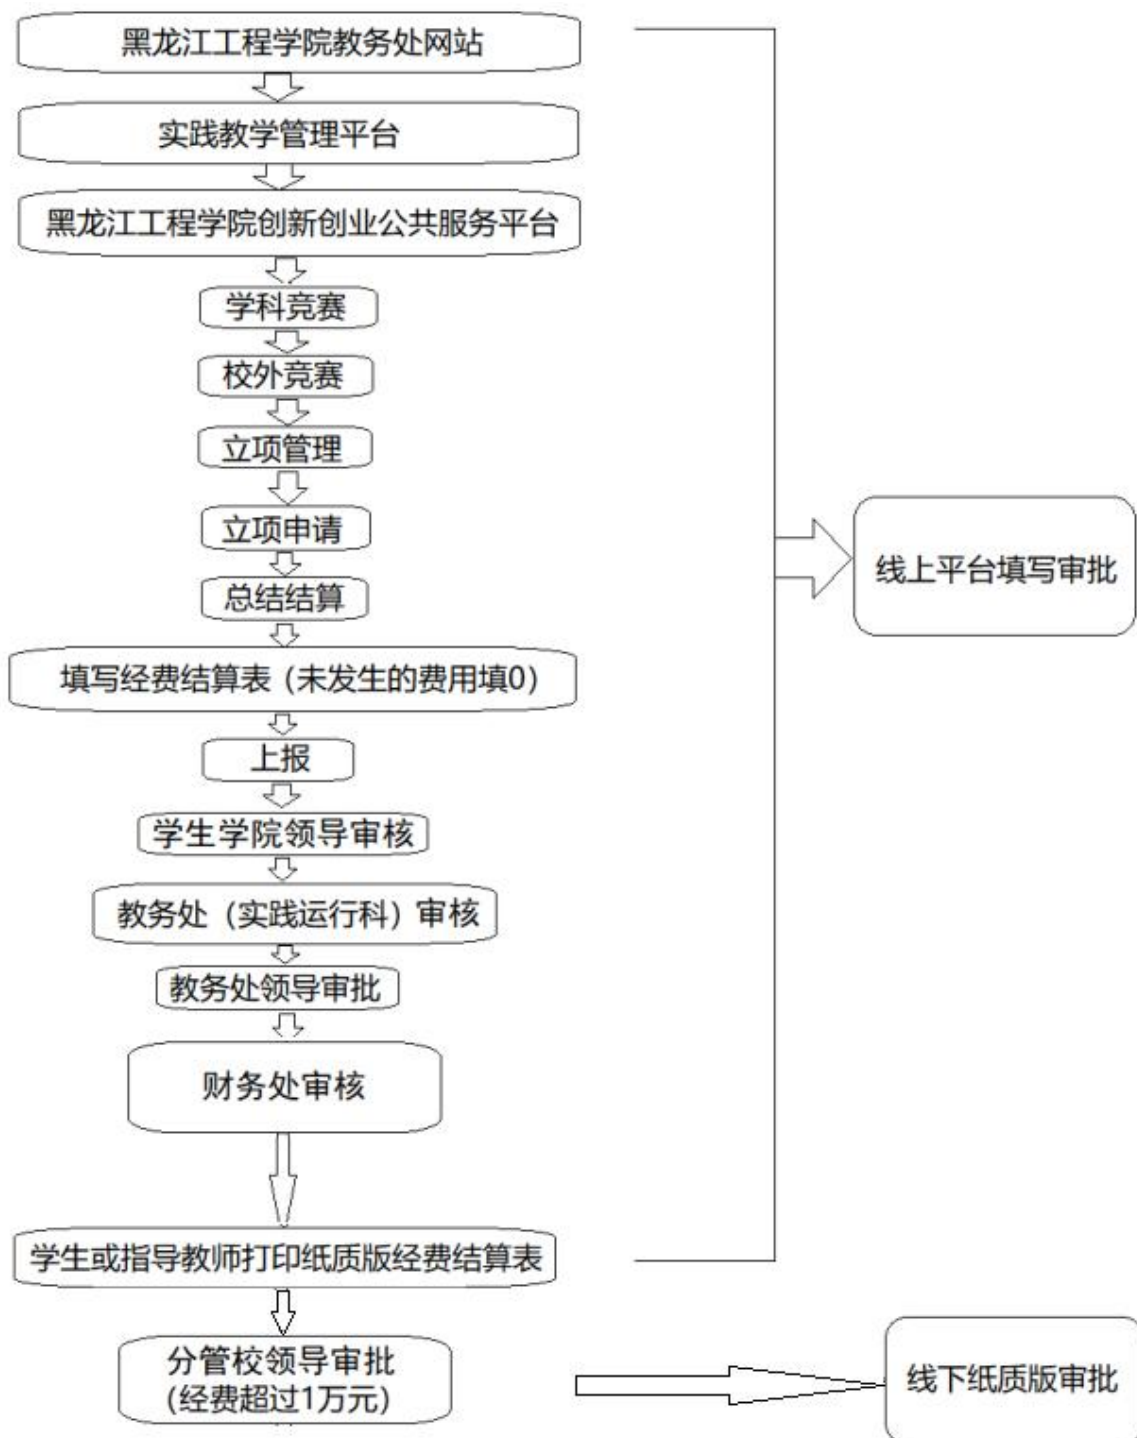 黑龙江工程学院教务处网站
实践教学管理平台
黑龙江工程学院创新创业公共服务平台
学科竞赛
校外竞赛
立项管理
立项申请
线上平台填写审批
总结结算
填写经费结算表（未发生的费用填0）
上报
学生学院领导审核
教务处（实践运行科）审核
教务处领导审批
财务处审核
学生或指导教师打印纸质版经费结算表
分管校领导审批
（经费超过1万元）
线下纸质版审批